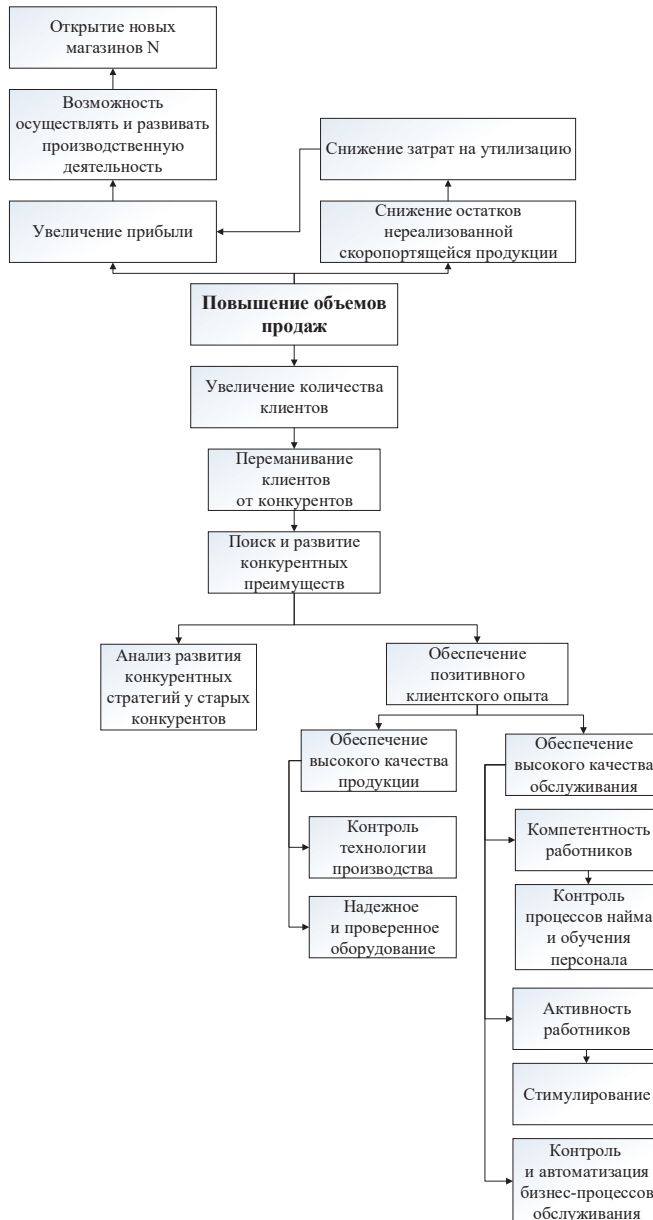 Открытие новых
магазинов N
Возможность
осуществлять и развивать
производственную
деятельность
Снижение затрат на утилизацию
Увеличение прибыли
Снижение остатков
нереализованной
скоропортящейся продукции
Повышение объемов
продаж
Увеличение количества
клиентов
Переманивание
клиентов
от конкурентов
Поиск и развитие
конкурентных
преимуществ
Анализ развития
конкурентных
стратегий у старых
конкурентов
Обеспечение
позитивного
клиентского опыта
Обеспечение
высокого качества
продукции
Контроль
технологии
производства
Надежное
и проверенное
оборудование
Обеспечение
высокого качества
обслуживания
Компетентность
работников
Контроль
процессов найма
и обучения
персонала
Активность
работников
Стимулирование
Контроль
и автоматизация
бизнес-процессов
обслуживания